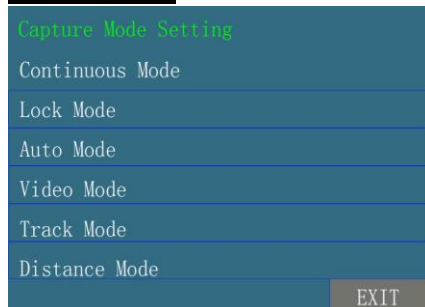 Capture Mode Setting
Continuous Mode
Lock Mode
Auto Mode
Video Mode
Track Mode
Distance Mode
EXIT